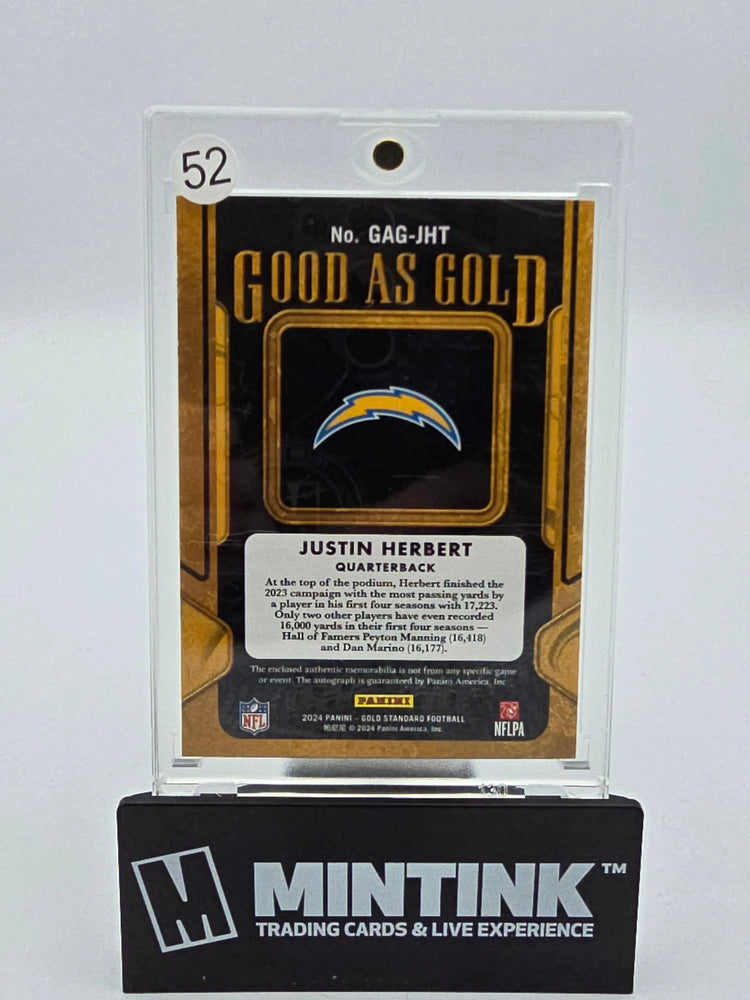 52
No. GAG-JHT
GOOD AS GOLD
JUSTIN HERBERT
QUARTERBACK
At the top of the podium, Herbert finished the
2023 campaign with the most passing yards by
a player in his first four seasons with 17,223.
Only two other players have even recorded
16,000 yards in their first four seasons —
Hall of Famers Peyton Manning (16,418)
and Dan Marino (16,177).
The enclosed authentic memorabilia is not from any specific game
or event. The autograph is guaranteed by Panini America, Inc.
PANINI
NFL
2024 PANINI – GOLD STANDARD FOOTBALL
帕尼尼 © 2024 Panini America, Inc.
NFLPA
M MINTINK™
TRADING CARDS & LIVE EXPERIENCE